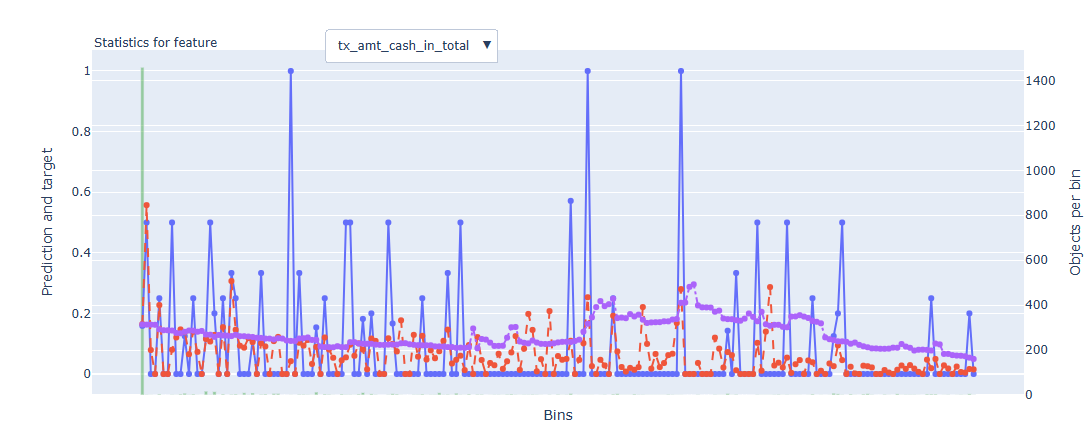 Statistics for feature
tx_amt_cash_in_total ▼
Prediction and target
1
0.8
0.6
0.4
0.2
0
1400
1200
1000
800
600
400
200
0
Objects per bin
Bins